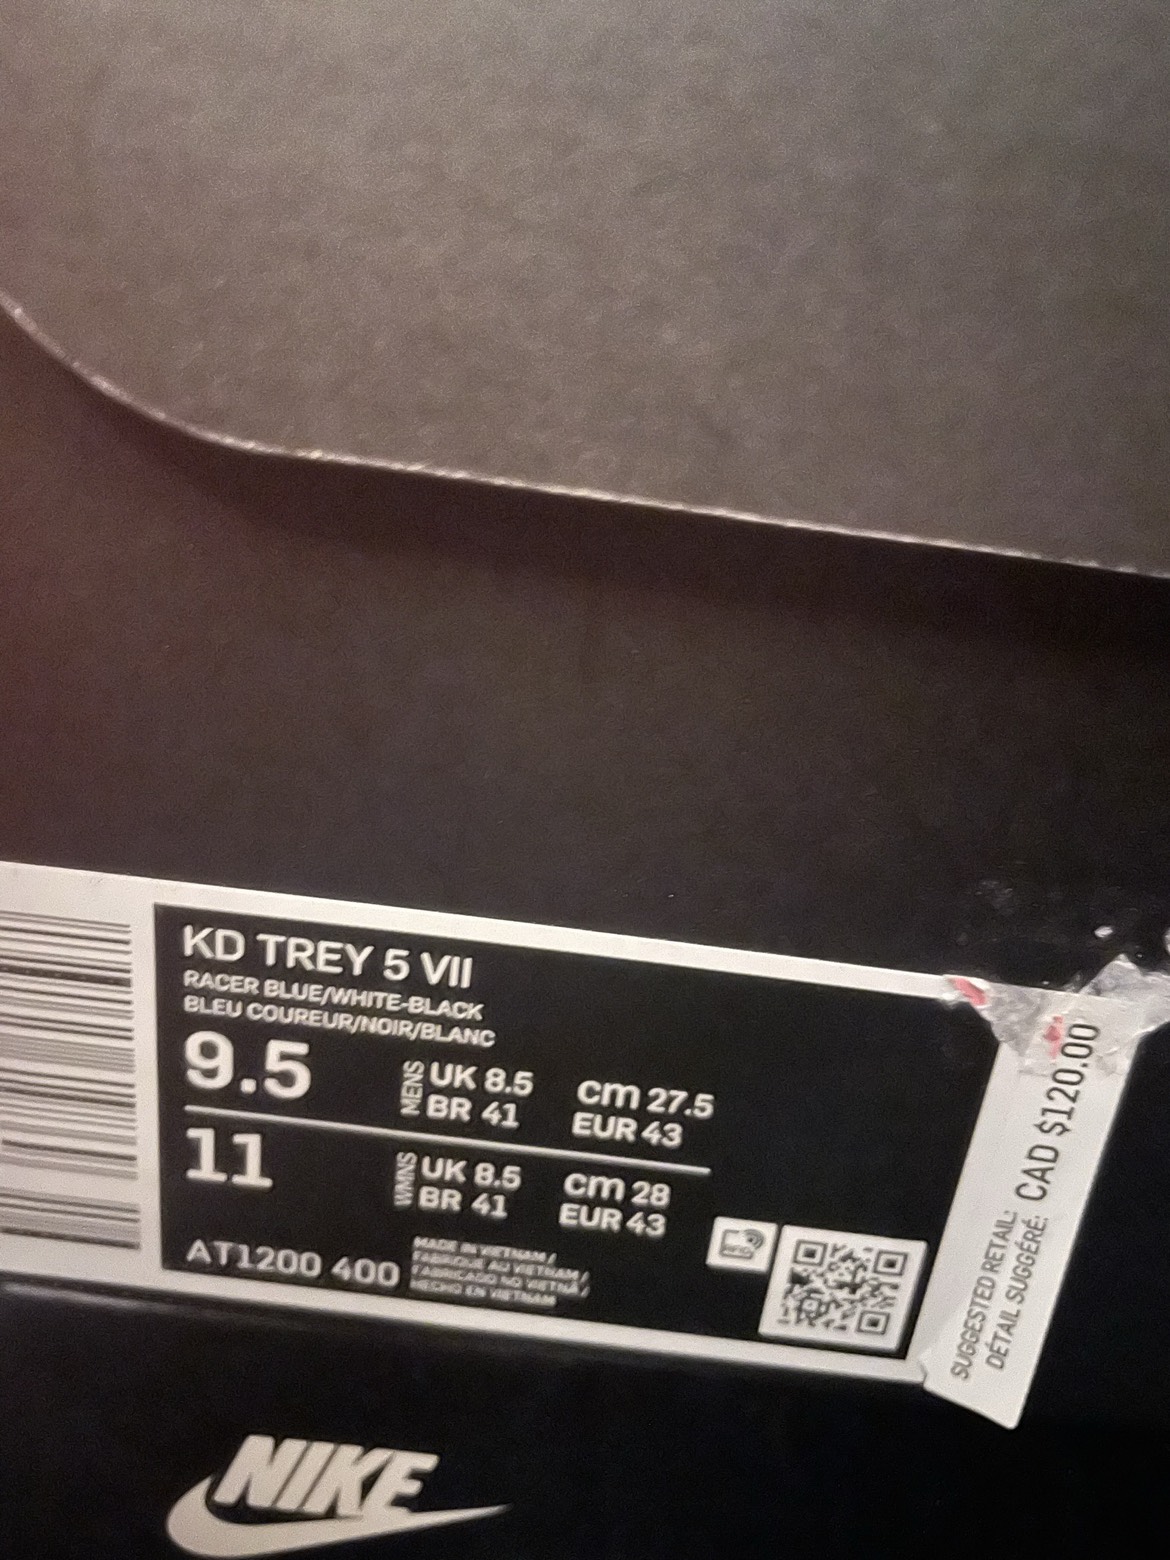 KD TREY 5 VII
RACER BLUE/WHITE-BLACK
BLEU COUREUR/NOIR/BLANC
9.5
MENS
UK 8.5
cm 27.5
BR 41
EUR 43
11
WMNS
UK 8.5
cm 28
BR 41
EUR 43
AT1200 400
MADE IN VIETNAM /
FABRIQUE AU VIETNAM /
FABRICADO NO VIETNÃ /
HECHO EN VIETNAM
SUGGESTED RETAIL:
DÉTAIL SUGGÉRÉ:
CAD $120.00
NIKE